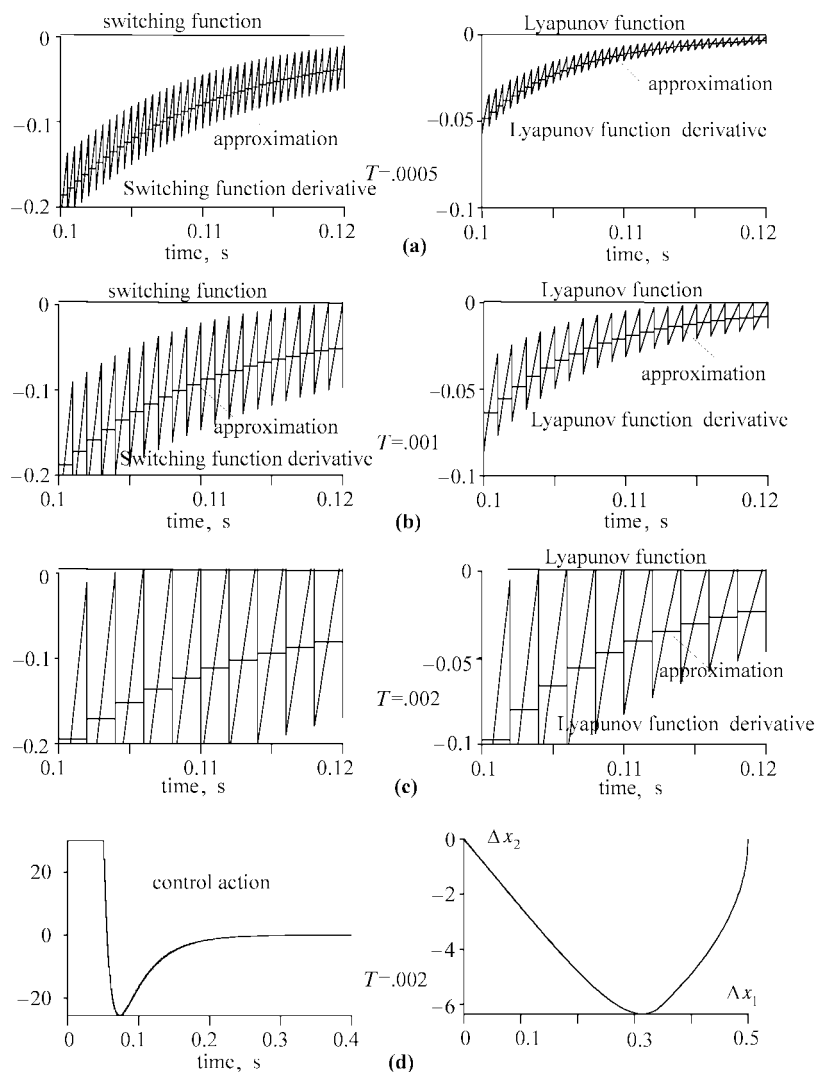 switching function
0
−0.1
−0.2
approximation
Switching function derivative
0.1
0.11
0.12
time, s
T=.0005
(a)
Lyapunov function
0
−0.05
−0.1
approximation
Lyapunov function derivative
0.1
0.11
0.12
time, s
switching function
0
−0.1
−0.2
approximation
Switching function derivative
0.1
0.11
0.12
time, s
T=.001
(b)
Lyapunov function
0
−0.05
−0.1
approximation
Lyapunov function derivative
0.1
0.11
0.12
time, s
0
−0.1
−0.2
0.1
0.11
0.12
time, s
T=.002
(c)
Lyapunov function
0
−0.05
−0.1
approximation
Lyapunov function derivative
0.1
0.11
0.12
time, s
20
0
−20
control action
0
0.1
0.2
0.3
0.4
time, s
T=.002
(d)
0
−2
−4
−6
Δx₂
Δx₁
0
0.1
0.3
0.5